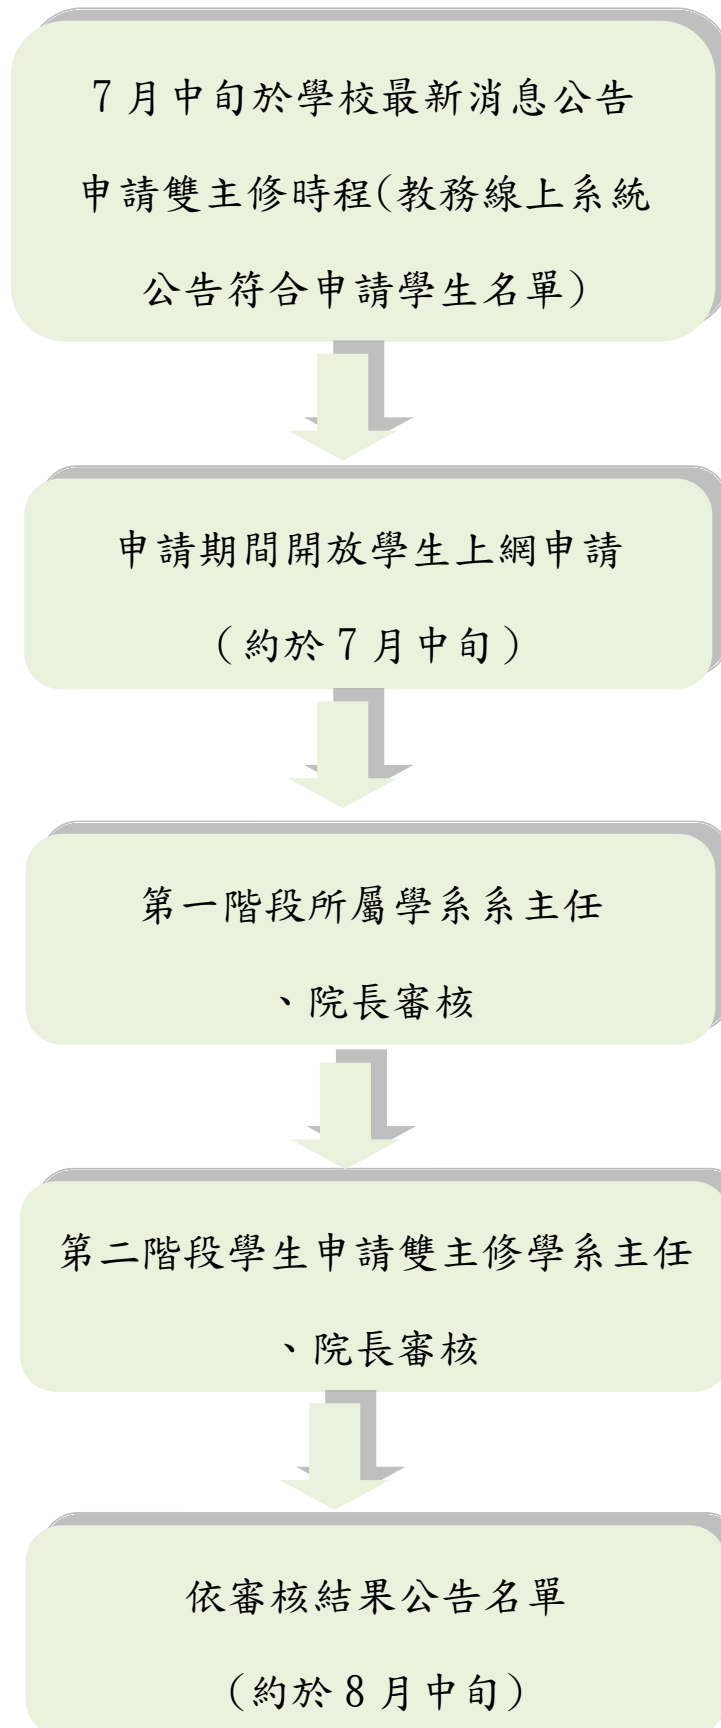 7月中旬於學校最新消息公告
申請雙主修時程(教務線上系統
公告符合申請學生名單)
申請期間開放學生上網申請
(約於7月中旬)
第一階段所屬學系系主任
、院長審核
第二階段學生申請雙主修學系主任
、院長審核
依審核結果公告名單
(約於8月中旬)